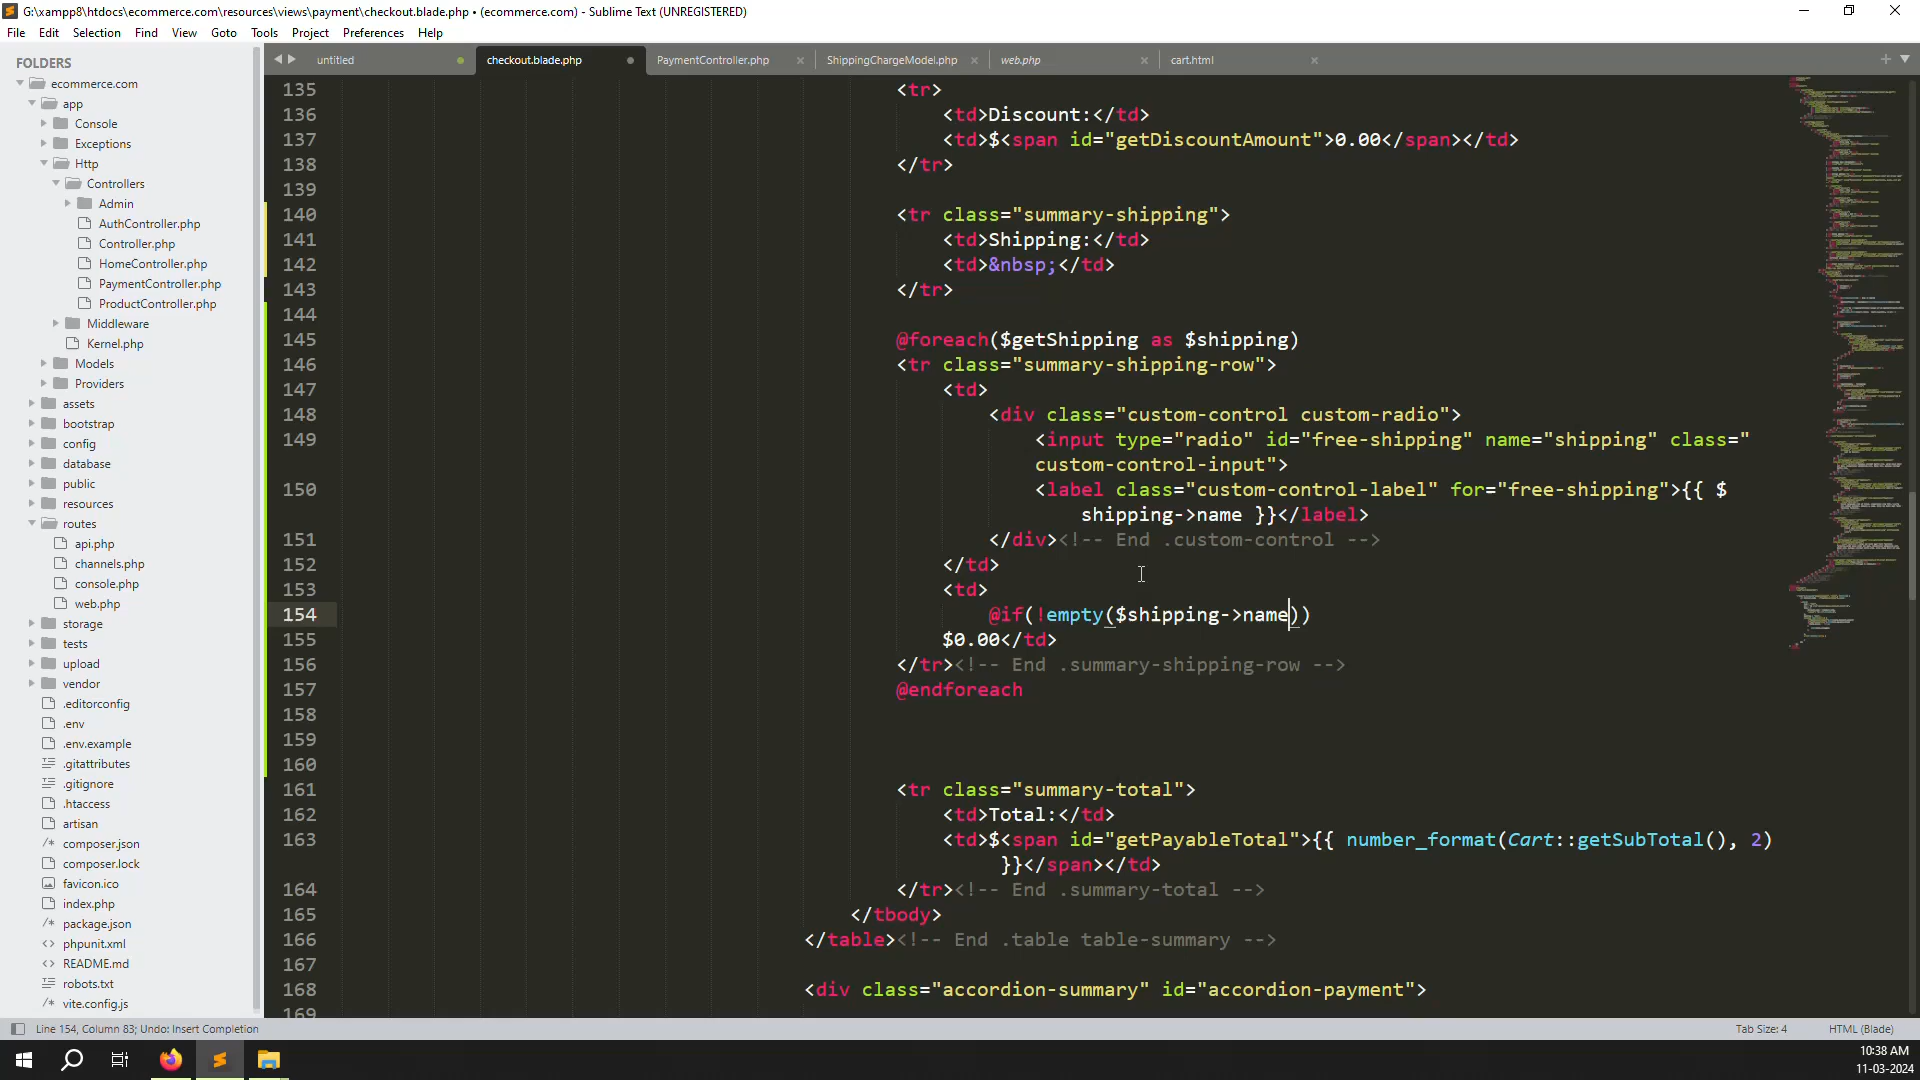 G:\xampp8\htdocs\ecommerce.com\resources\views\payment\checkout.blade.php • (ecommerce.com) - Sublime Text (UNREGISTERED)
File Edit Selection Find View Goto Tools Project Preferences Help
FOLDERS
ecommerce.com
app
Console
Exceptions
Http
Controllers
Admin
AuthController.php
Controller.php
HomeController.php
PaymentController.php
ProductController.php
Middleware
Kernel.php
Models
Providers
assets
bootstrap
config
database
public
resources
routes
api.php
channels.php
console.php
web.php
storage
tests
upload
vendor
.editorconfig
.env
.env.example
.gitattributes
.gitignore
.htaccess
artisan
composer.json
composer.lock
favicon.ico
index.php
package.json
phpunit.xml
README.md
robots.txt
vite.config.js
untitled checkout.blade.php PaymentController.php ShippingChargeModel.php web.php cart.html
135 <tr>
136 <td>Discount:</td>
137 <td>$<span id="getDiscountAmount">0.00</span></td>
138 </tr>
139
140 <tr class="summary-shipping">
141 <td>Shipping:</td>
142 <td>&nbsp;</td>
143 </tr>
144
145 @foreach($getShipping as $shipping)
146 <tr class="summary-shipping-row">
147 <td>
148 <div class="custom-control custom-radio">
149 <input type="radio" id="free-shipping" name="shipping" class="
custom-control-input">
150 <label class="custom-control-label" for="free-shipping">{{ $
shipping->name }}</label>
151 </div><!-- End .custom-control -->
152 </td>
153 <td>
154 @if(!empty($shipping->name))
155 $0.00</td>
156 </tr><!-- End .summary-shipping-row -->
157 @endforeach
158
159
160
161 <tr class="summary-total">
162 <td>Total:</td>
163 <td>$<span id="getPayableTotal">{{ number_format(Cart::getSubTotal(), 2)
}}</span></td>
164 </tr><!-- End .summary-total -->
165 </tbody>
166 </table><!-- End .table table-summary -->
167
168 <div class="accordion-summary" id="accordion-payment">
169
Line 154, Column 83; Undo: Insert Completion Tab Size: 4 HTML (Blade)
10:38 AM
11-03-2024